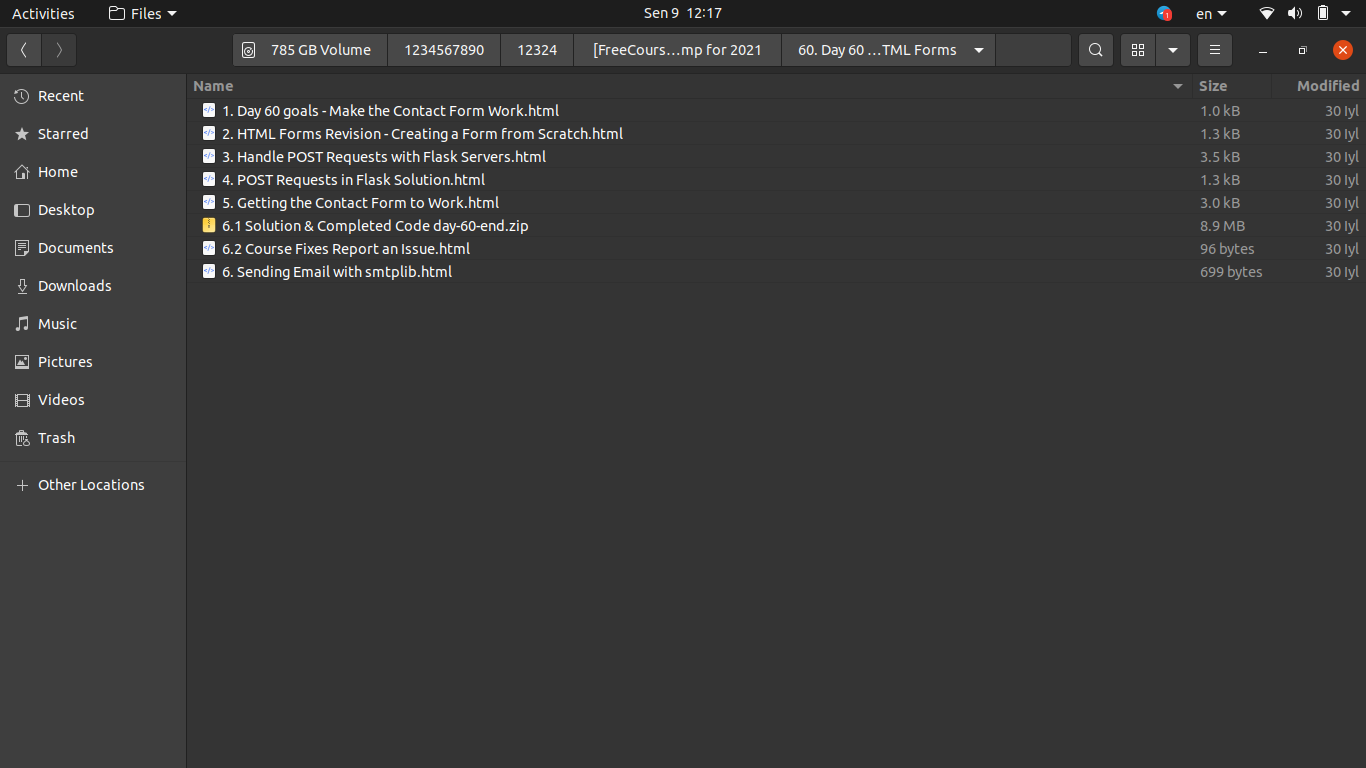 Activities Files Sen 9 12:17 1 en
785 GB Volume 1234567890 12324 [FreeCours...mp for 2021 60. Day 60 ...TML Forms
Name Size Modified
Recent
Starred
Home
Desktop
Documents
Downloads
Music
Pictures
Videos
Trash
Other Locations
1. Day 60 goals - Make the Contact Form Work.html 1.0 kB 30 Iyl
2. HTML Forms Revision - Creating a Form from Scratch.html 1.3 kB 30 Iyl
3. Handle POST Requests with Flask Servers.html 3.5 kB 30 Iyl
4. POST Requests in Flask Solution.html 1.3 kB 30 Iyl
5. Getting the Contact Form to Work.html 3.0 kB 30 Iyl
6.1 Solution & Completed Code day-60-end.zip 8.9 MB 30 Iyl
6.2 Course Fixes Report an Issue.html 96 bytes 30 Iyl
6. Sending Email with smtplib.html 699 bytes 30 Iyl